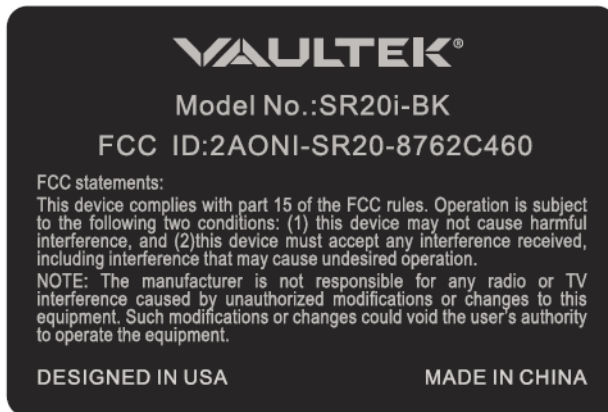 VAULTEK®
Model No.:SR20i-BK
FCC ID:2AONI-SR20-8762C460
FCC statements:
This device complies with part 15 of the FCC rules. Operation is subject
to the following two conditions: (1) this device may not cause harmful
interference, and (2)this device must accept any interference received,
including interference that may cause undesired operation.
NOTE: The manufacturer is not responsible for any radio or TV
interference caused by unauthorized modifications or changes to this
equipment. Such modifications or changes could void the user's authority
to operate the equipment.
DESIGNED IN USA MADE IN CHINA